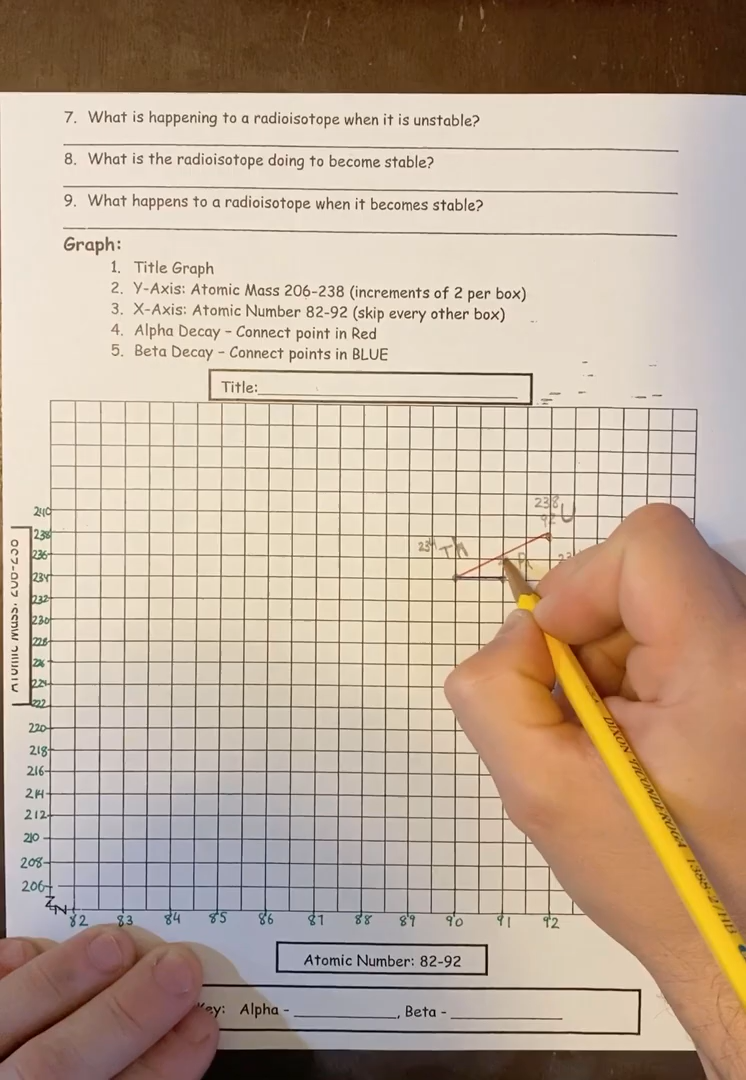 7. What is happening to a radioisotope when it is unstable?
8. What is the radioisotope doing to become stable?
9. What happens to a radioisotope when it becomes stable?
Graph:
1. Title Graph
2. Y-Axis: Atomic Mass 206-238 (increments of 2 per box)
3. X-Axis: Atomic Number 82-92 (skip every other box)
4. Alpha Decay - Connect point in Red
5. Beta Decay - Connect points in BLUE
Title:
240
238
236
234
232
230
228
226
224
222
220
218
216
214
212
210
208
206
238
92 U
234 Th
Pa
82 83 84 85 86 87 88 89 90 91 92
Atomic Number: 82-92
Key: Alpha - , Beta -
DIXON TICONDEROGA